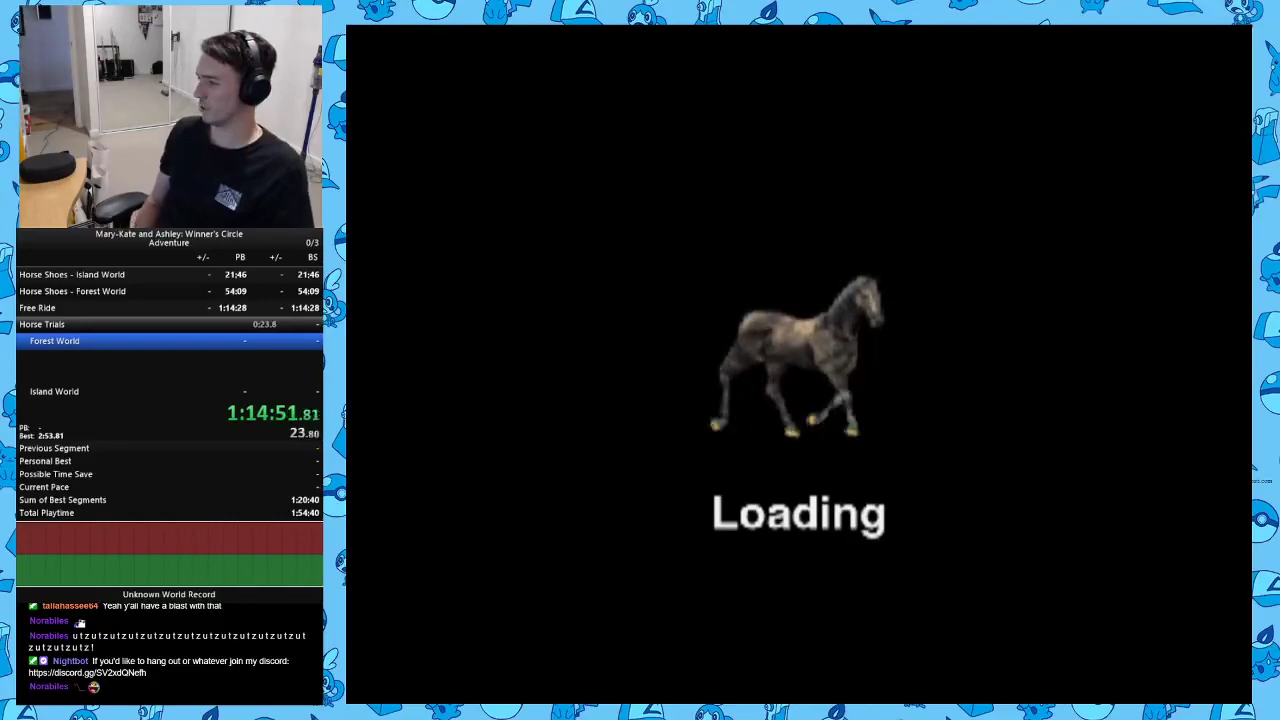 Mary-Kate and Ashley: Winner's Circle
Adventure 0/3
+/- PB +/- BS
Horse Shoes - Island World - 21:46 - 21:46
Horse Shoes - Forest World - 54:09 - 54:09
Free Ride - 1:14:28 - 1:14:28
Horse Trials 0:23.8 -
Forest World - -
Island World - -
1:14:51.81
PB: -
Best: 2:53.81
23.80
Previous Segment -
Personal Best -
Possible Time Save -
Current Pace -
Sum of Best Segments 1:20:40
Total Playtime 1:54:40
Unknown World Record
tallahassee64 Yeah y'all have a blast with that
Norabiles
Norabiles u t z u t z u t z u t z u t z u t z u t z u t z u t z u t z u t z u t z u t
z u t z u t z u t z !
Nightbot If you'd like to hang out or whatever join my discord:
https://discord.gg/SV2xdQNefh
Norabiles
Loading